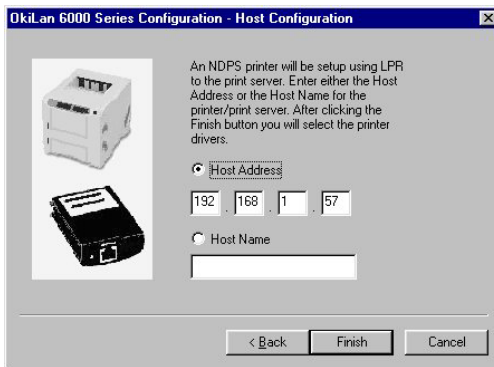 OkiLan 6000 Series Configuration - Host Configuration
An NDPS printer will be setup using LPR
to the print server. Enter either the Host
Address or the Host Name for the
printer/print server. After clicking the
Finish button you will select the printer
drivers.
Host Address
192 . 168 . 1 . 57
Host Name
< Back Finish Cancel